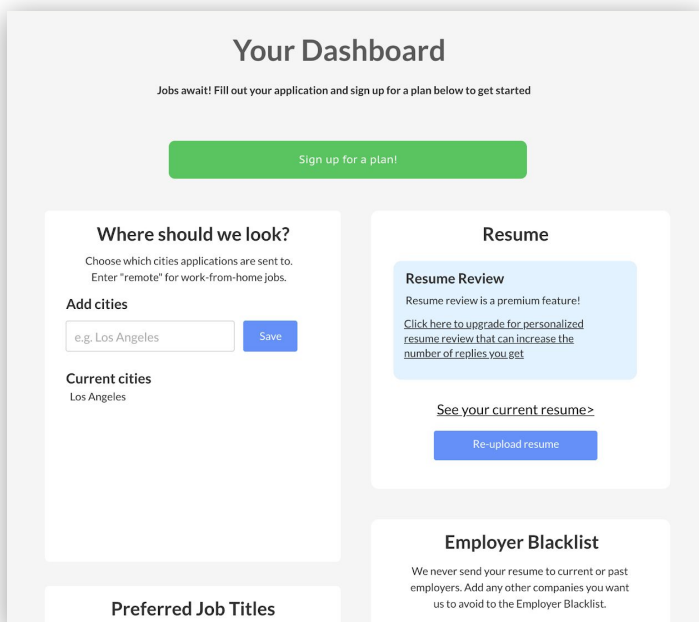 Your Dashboard
Jobs await! Fill out your application and sign up for a plan below to get started
Sign up for a plan!
Where should we look?
Choose which cities applications are sent to.
Enter "remote" for work-from-home jobs.
Add cities
e.g. Los Angeles
Save
Current cities
Los Angeles
Preferred Job Titles
Resume
Resume Review
Resume review is a premium feature!
Click here to upgrade for personalized
resume review that can increase the
number of replies you get
See your current resume>
Re-upload resume
Employer Blacklist
We never send your resume to current or past
employers. Add any other companies you want
us to avoid to the Employer Blacklist.